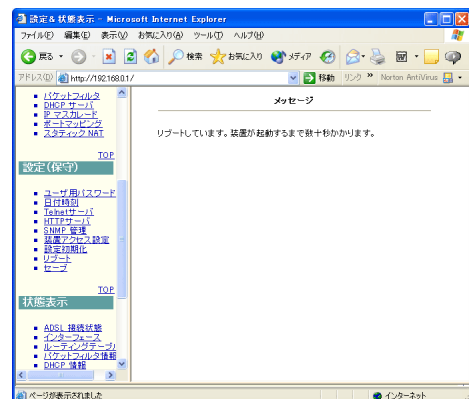 設定& 状態表示 - Microsoft Internet Explorer
ファイル(F) 編集(E) 表示(V) お気に入り(A) ツール(T) ヘルプ(H)
戻る 検索 お気に入り メディア
アドレス(D) http://192.168.0.1/ 移動 リンク » Norton AntiVirus
パケットフィルタ
DHCP サーバ
IP マスカレード
ポートマッピング
スタティック NAT
TOP
設定(保守)
ユーザ用パスワード
日付時刻
Telnetサーバ
HTTPサーバ
SNMP 管理
装置アクセス設定
設定初期化
リブート
セーブ
TOP
状態表示
ADSL 接続状態
インターフェース
ルーティングテーブル
パケットフィルタ情報
DHCP 情報
メッセージ
リブートしています。装置が起動するまで数十秒かかります。
ページが表示されました インターネット